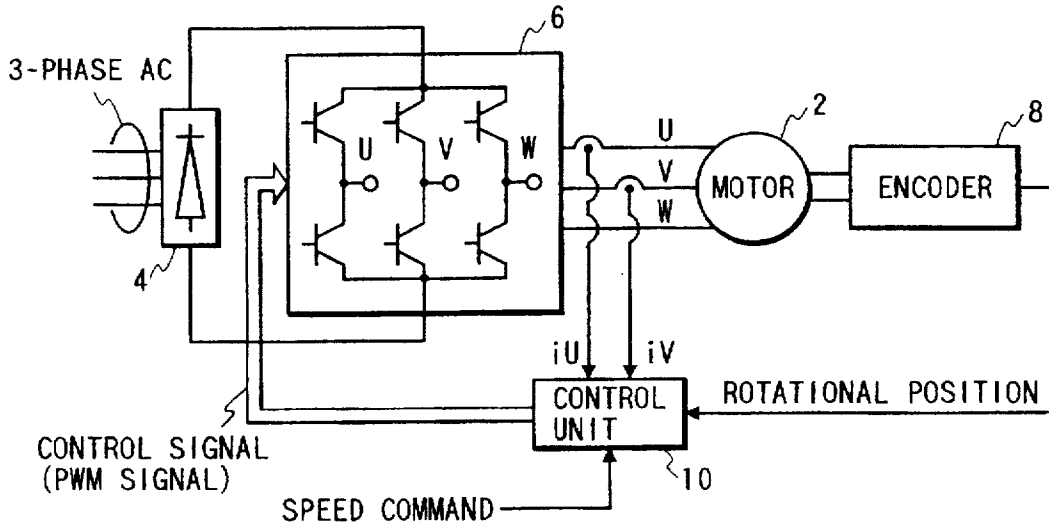 3-PHASE AC
6
2
8
U
V
W
U
V
W
MOTOR
ENCODER
4
iU
iV
CONTROL
UNIT
ROTATIONAL POSITION
10
CONTROL SIGNAL
(PWM SIGNAL)
SPEED COMMAND